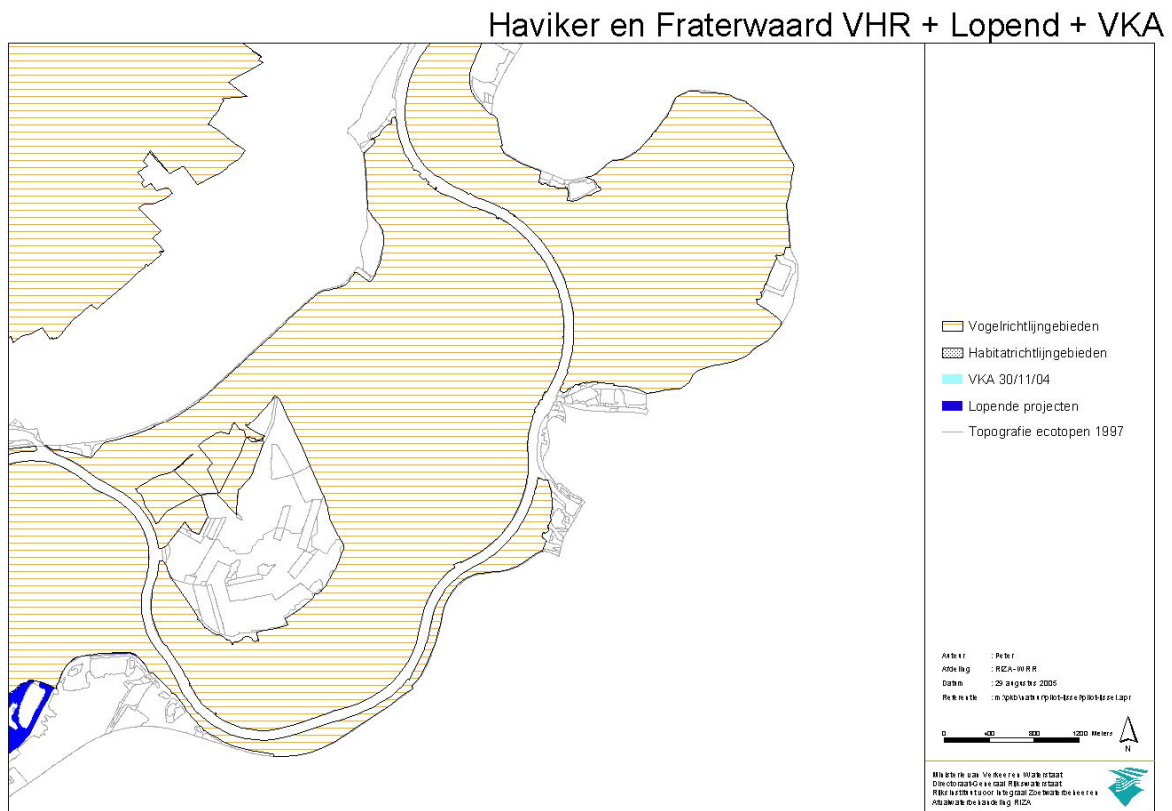 Haviker en Fraterwaard VHR + Lopend + VKA
Vogelrichtlijngebieden
Habitatrichtlijngebieden
VKA 30/11/04
Lopende projecten
Topografie ecotopen 1997
Auteur : Peter
Afdeling : RIZA-WRR
Datum : 29 augustus 2005
Referentie
0 400 800 1200 Meters
N
Ministerie van Verkeer en Waterstaat
Directoraat-Generaal Rijkswaterstaat
Rijksinstituut voor Integraal Zoetwaterbeheer en
Afvalwaterbehandeling RIZA